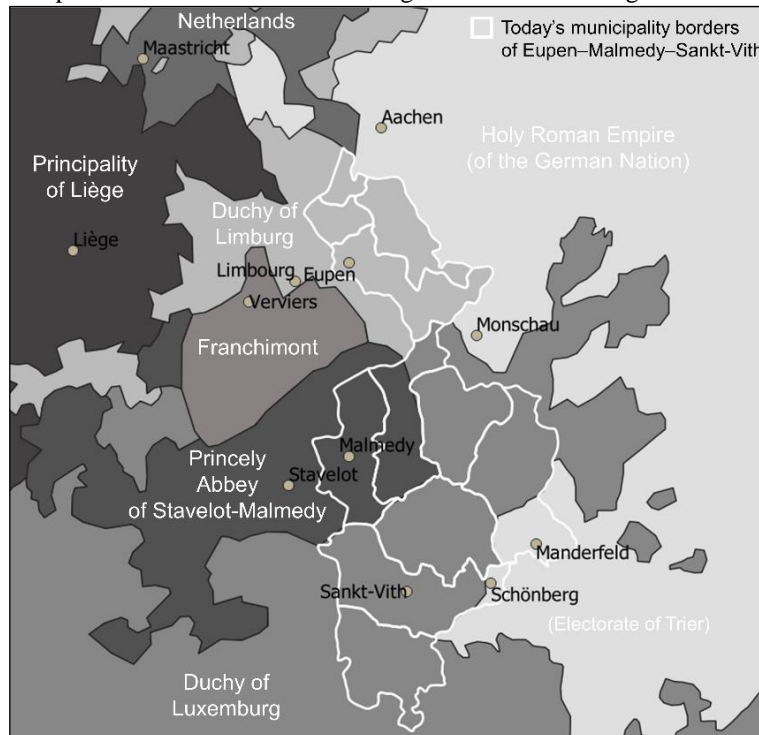 Netherlands
Today's municipality borders
of Eupen–Malmedy–Sankt-Vith
Maastricht
Aachen
Holy Roman Empire
(of the German Nation)
Principality
of Liège
Duchy of
Limburg
Liège
Limbourg
Eupen
Verviers
Monschau
Franchimont
Malmedy
Princely
Abbey
of Stavelot-Malmedy
Stavelot
Manderfeld
Sankt-Vith
Schönberg
(Electorate of Trier)
Duchy of
Luxemburg